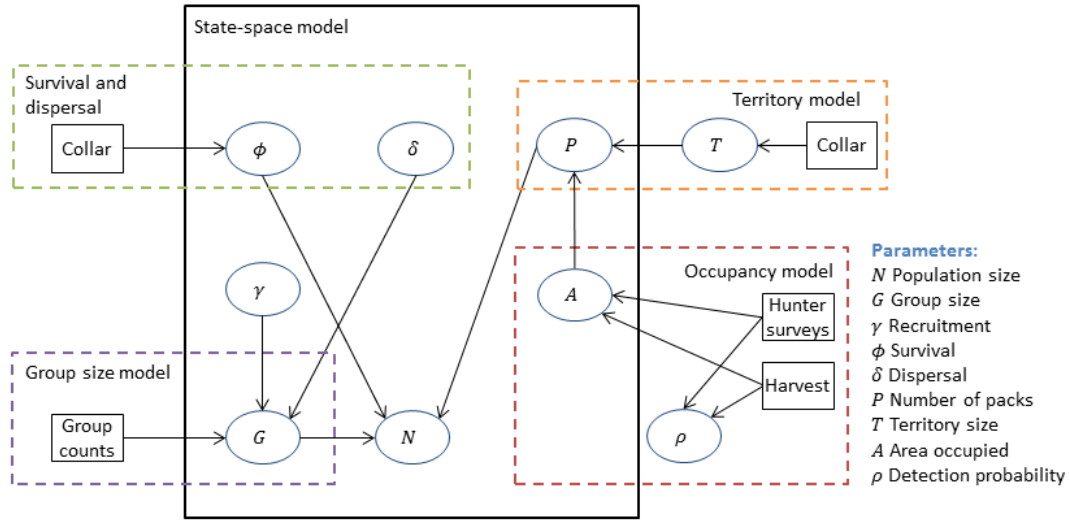 State-space model
Survival and
dispersal
Collar
ϕ
δ
P
T
Territory model
Collar
γ
A
Occupancy model
Hunter
surveys
Harvest
ρ
Group size model
Group
counts
G
N
Parameters:
N Population size
G Group size
γ Recruitment
ϕ Survival
δ Dispersal
P Number of packs
T Territory size
A Area occupied
ρ Detection probability